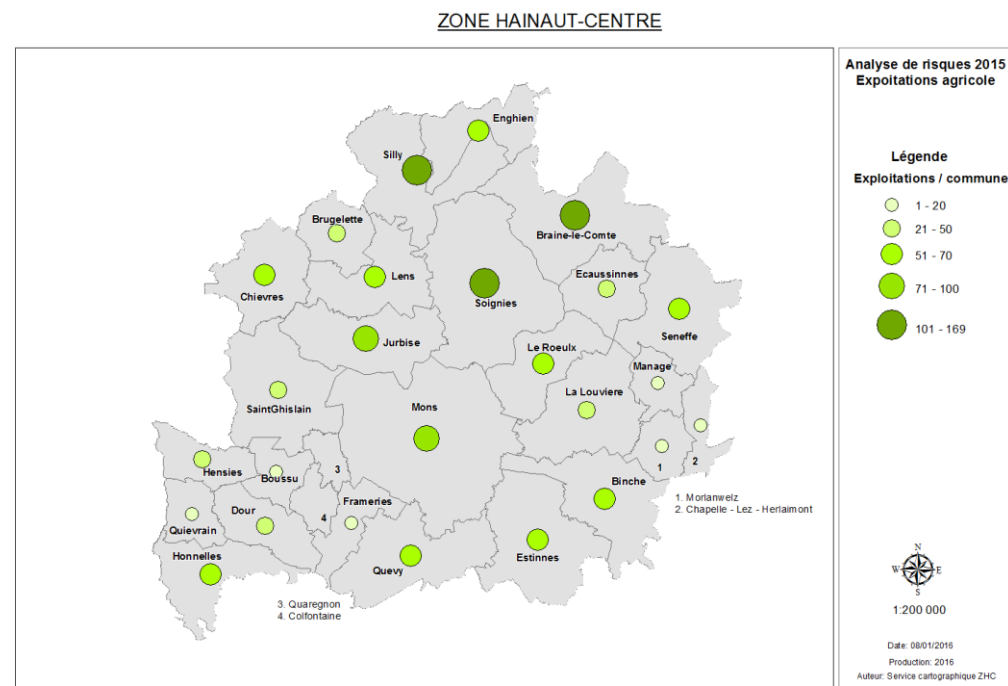 ZONE HAINAUT-CENTRE
Analyse de risques 2015
Expoitations agricole
Légende
Exploitations / commune
1 - 20
21 - 50
51 - 70
71 - 100
101 - 169
Enghien
Silly
Brugelette
Braine-le-Comte
Ecaussinnes
Lens
Chievres
Soignies
Seneffe
Jurbise
Le Roeulx
Manage
La Louviere
SaintGhislain
Mons
1
2
3
Hensies
Boussu
Binche
1. Morlanwelz
2. Chapelle - Lez - Herlaimont
Frameries
4
Dour
Quievrain
Honnelles
Quevy
Estinnes
3. Quaregnon
4. Colfontaine
N
W
E
S
1:200 000
Date: 08/01/2016
Production: 2016
Auteur: Service cartographique ZHC